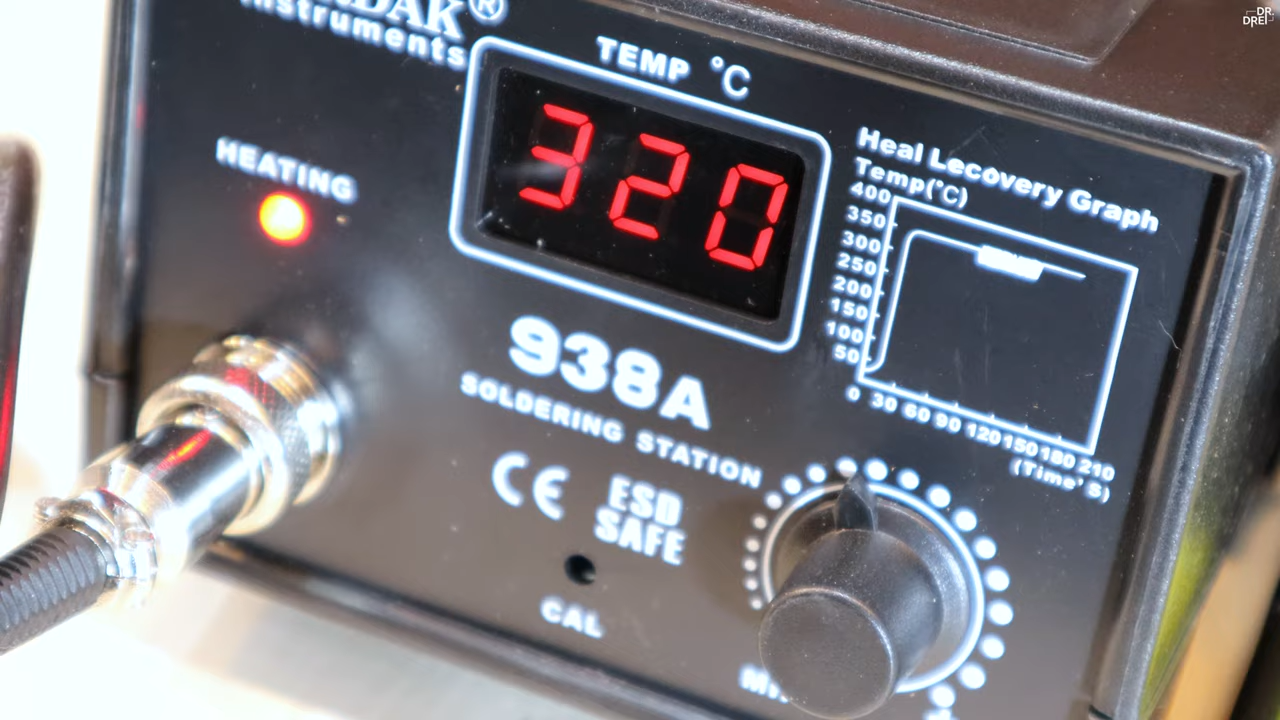 DR.
DREI
Instruments
TEMP °C
320
HEATING
Heal Lecovery Graph
Temp(°C)
400
350
300
250
200
150
100
50
0 30 60 90 120 150 180 210
(Time'S)
938A
SOLDERING STATION
CE ESD
SAFE
CAL